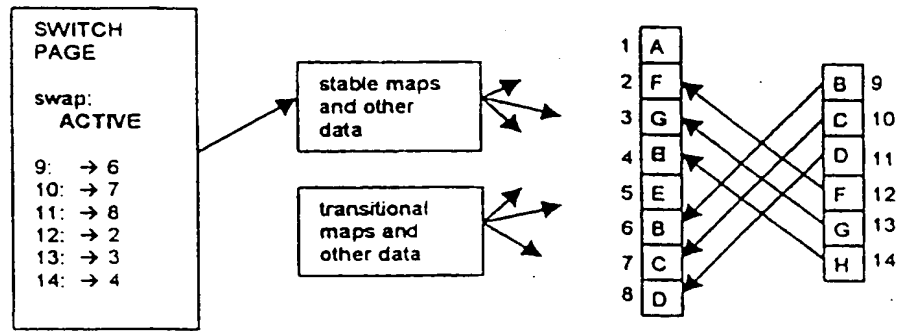 SWITCH
PAGE
swap:
ACTIVE
9: → 6
10: → 7
11: → 8
12: → 2
13: → 3
14: → 4
stable maps
and other
data
transitional
maps and
other data
1 A
2 F
3 G
4
5 E
6 B
7 C
8 D
B 9
C 10
D 11
F 12
G 13
H 14